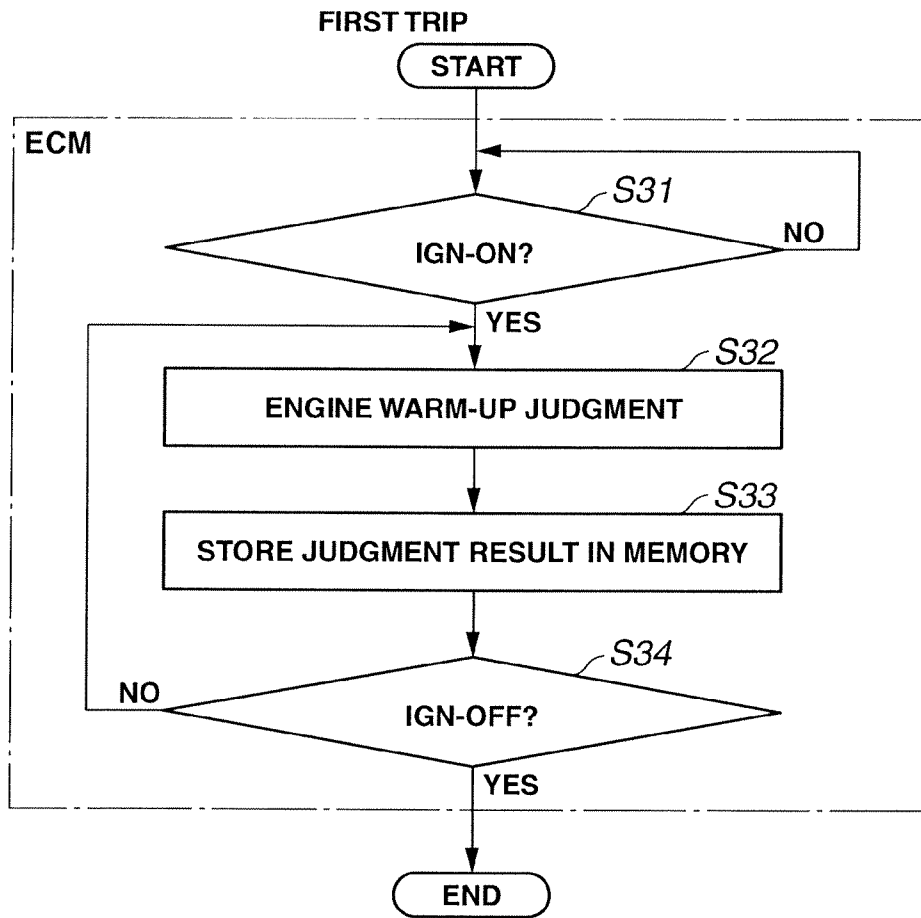 FIRST TRIP
START
ECM
S31
IGN-ON?
NO
YES
S32
ENGINE WARM-UP JUDGMENT
S33
STORE JUDGMENT RESULT IN MEMORY
S34
NO
IGN-OFF?
YES
END